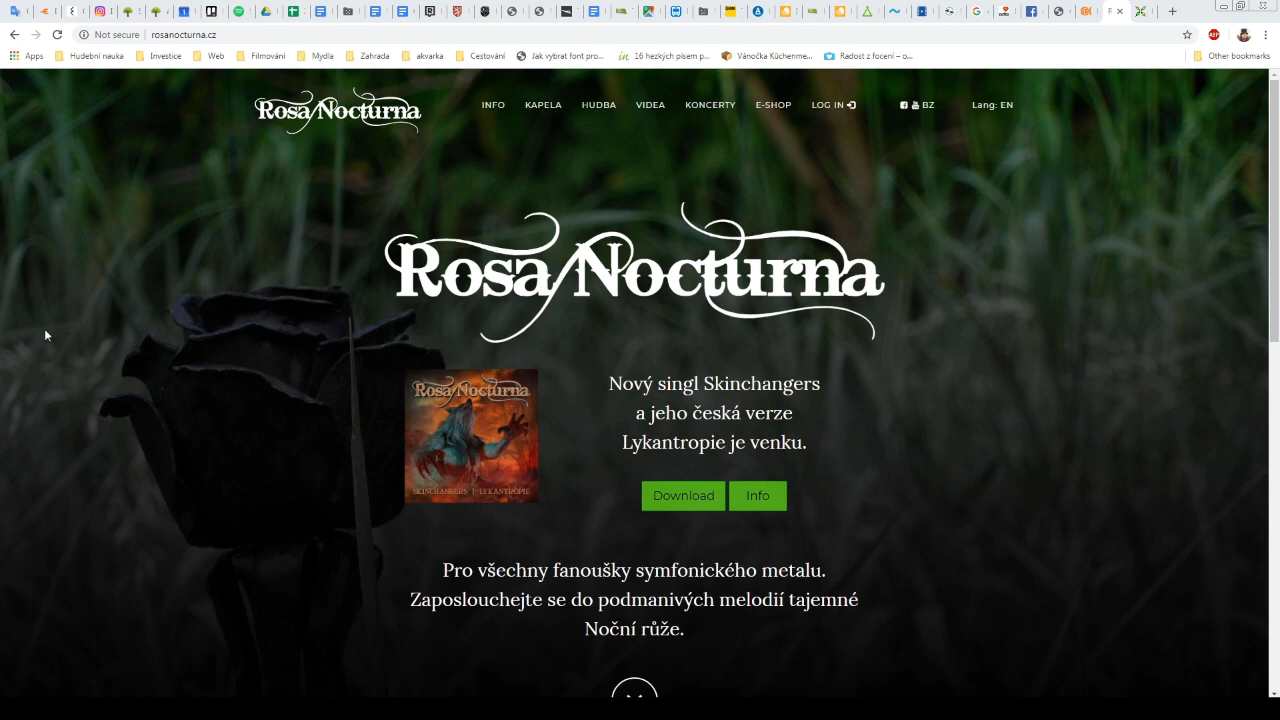 Not secure | rosanocturna.cz
Apps Hudební nauka Investice Web Filmování Mydla Zahrada akvarka Cestování Jak vybrat font pro... 16 hezkých písem p... Vánočka Küchenme... Radost z focení – o... Other bookmarks
Rosa Nocturna INFO KAPELA HUDBA VIDEA KONCERTY E-SHOP LOG IN BZ Lang: EN
Rosa Nocturna
Rosa Nocturna
SKINCHANGERS | LYKANTROPIE
Nový singl Skinchangers
a jeho česká verze
Lykantropie je venku.
Download Info
Pro všechny fanoušky symfonického metalu.
Zaposlouchejte se do podmanivých melodií tajemné
Noční růže.